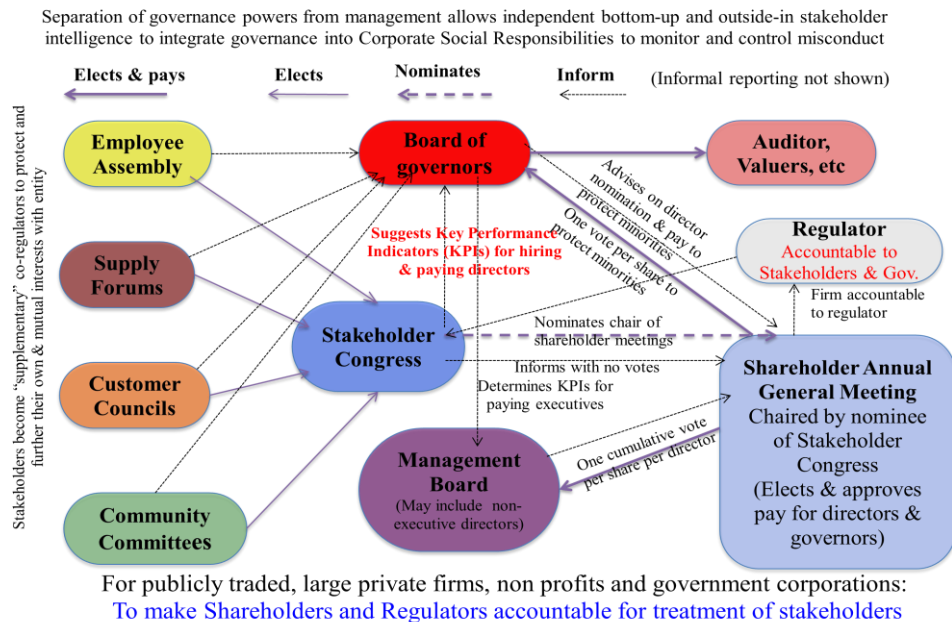 Separation of governance powers from management allows independent bottom-up and outside-in stakeholder
intelligence to integrate governance into Corporate Social Responsibilities to monitor and control misconduct
Elects & pays
Elects
Nominates
Inform
(Informal reporting not shown)
Stakeholders become “supplementary” co-regulators to protect and
further their own & mutual interests with entity
Employee
Assembly
Board of
governors
Auditor,
Valuers, etc
Advises on director
nomination & pay to
protect minorities
One vote per share to
protect minorities
Suggests Key Performance
Indicators (KPIs) for hiring
& paying directors
Supply
Forums
Regulator
Accountable to
Stakeholders & Gov.
Firm accountable
to regulator
Stakeholder
Congress
Nominates chair of
shareholder meetings
Informs with no votes
Determines KPIs for
paying executives
Customer
Councils
Shareholder Annual
General Meeting
Chaired by nominee
of Stakeholder
Congress
(Elects & approves
pay for directors &
governors)
Management
Board
(May include non-
executive directors)
One cumulative vote
per share per director
Community
Committees
For publicly traded, large private firms, non profits and government corporations:
To make Shareholders and Regulators accountable for treatment of stakeholders